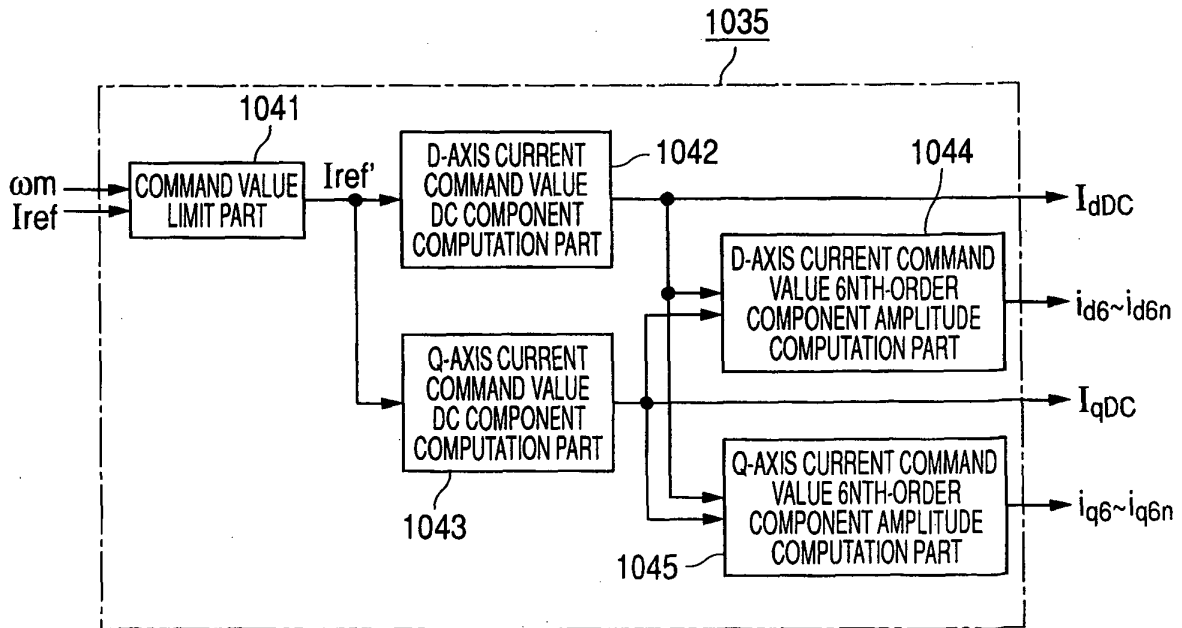 1035
1041
ωm
Iref
COMMAND VALUE
LIMIT PART
Iref'
D-AXIS CURRENT
COMMAND VALUE
DC COMPONENT
COMPUTATION PART
1042
1044
IdDC
D-AXIS CURRENT COMMAND
VALUE 6NTH-ORDER
COMPONENT AMPLITUDE
COMPUTATION PART
id6~id6n
Q-AXIS CURRENT
COMMAND VALUE
DC COMPONENT
COMPUTATION PART
1043
IqDC
Q-AXIS CURRENT COMMAND
VALUE 6NTH-ORDER
COMPONENT AMPLITUDE
COMPUTATION PART
1045
iq6~iq6n